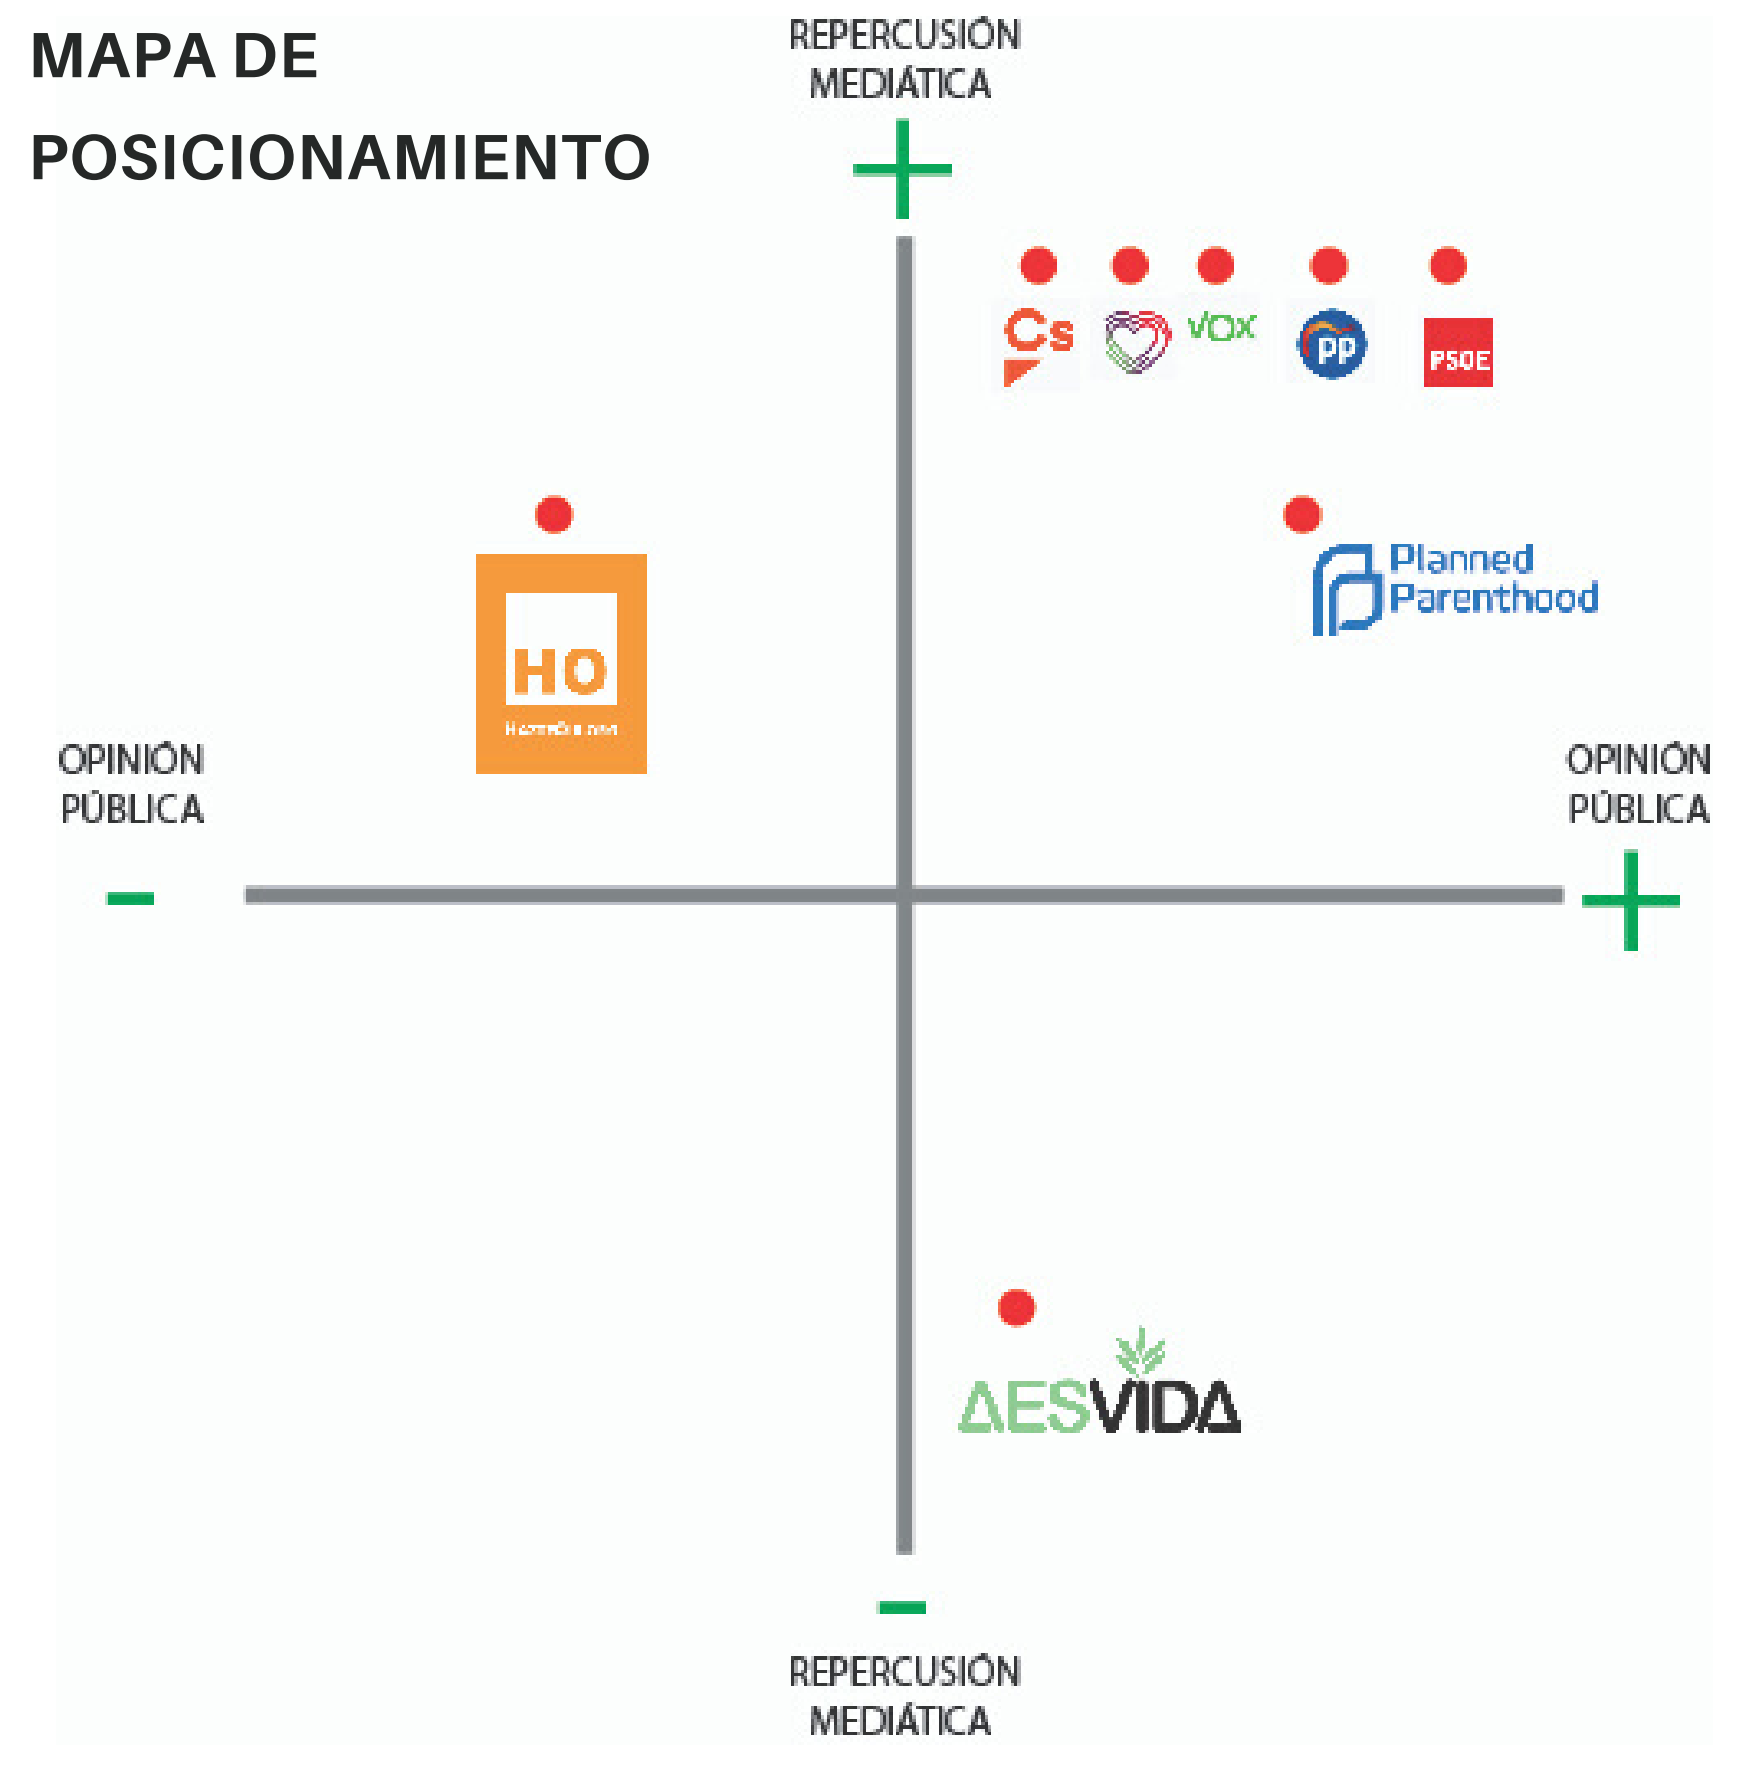 MAPA DE
POSICIONAMIENTO
REPERCUSIÓN
MEDIÁTICA
Cs
VOX
PP
PSOE
Planned
Parenthood
HO
OPINIÓN
PÚBLICA
OPINIÓN
PÚBLICA
AESVIDA
REPERCUSIÓN
MEDIÁTICA